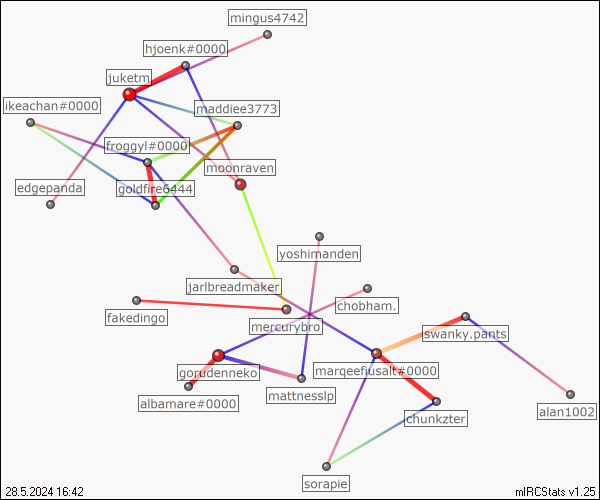 mingus4742
hjoenk#0000
juketm
ikeachan#0000
maddiee3773
froggyl#0000
moonraven
edgepanda
goldfire6444
yoshimanden
jarlbreadmaker
chobham.
fakedingo
mercurybro
swanky.pants
gorudenneko
marqeefiusalt#0000
mattnesslp
albamare#0000
chunkzter
alan1002
sorapie
28.5.2024 16:42
mIRCStats v1.25